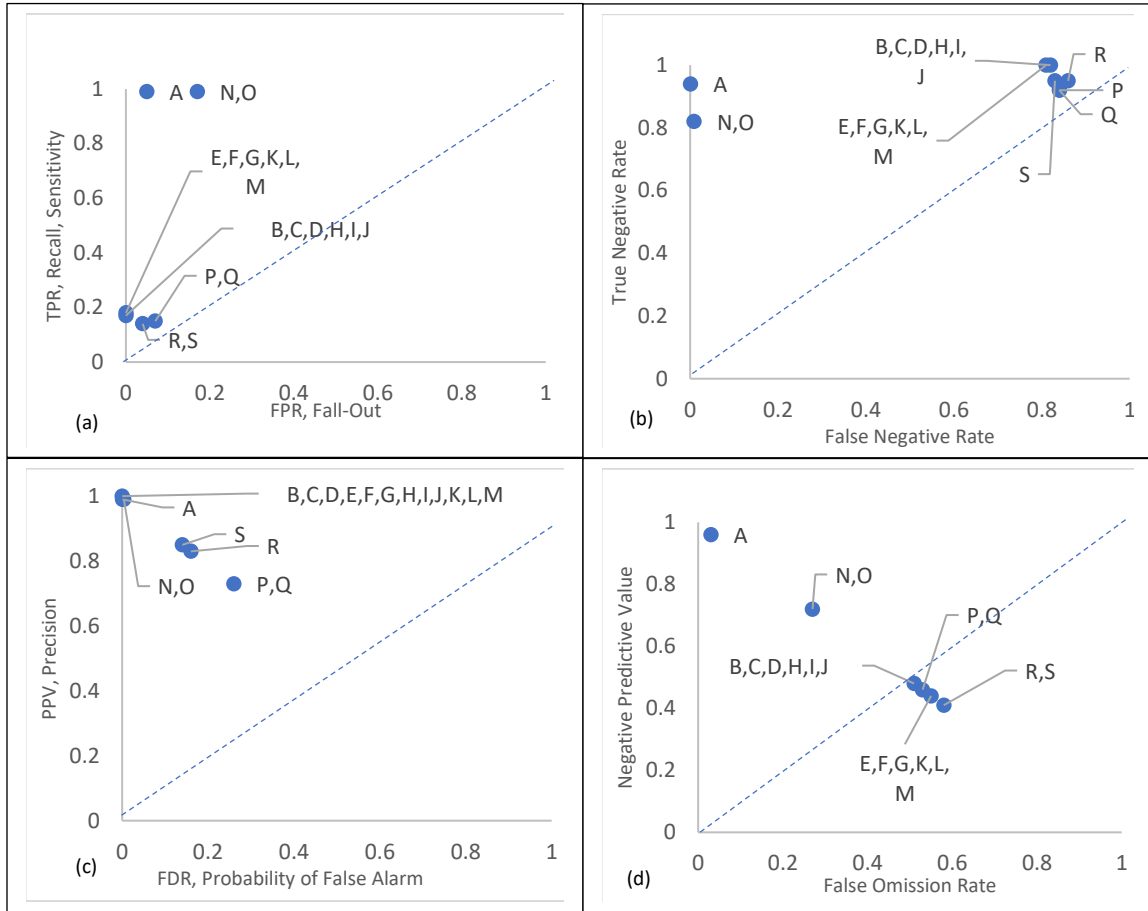 1
0.8
0.6
0.4
0.2
0
TPR, Recall, Sensitivity
A
N,O
E,F,G,K,L,
M
B,C,D,H,I,J
P,Q
R,S
0
0.2
0.4
0.6
0.8
1
FPR, Fall-Out
(a)
1
0.8
0.6
0.4
0.2
0
True Negative Rate
A
N,O
B,C,D,H,I,
J
R
P
Q
E,F,G,K,L,
M
S
0
0.2
0.4
0.6
0.8
1
False Negative Rate
(b)
1
0.8
0.6
0.4
0.2
0
PPV, Precision
B,C,D,E,F,G,H,I,J,K,L,M
A
S
R
N,O
P,Q
0
0.2
0.4
0.6
0.8
1
FDR, Probability of False Alarm
(c)
1
0.8
0.6
0.4
0.2
0
Negative Predictive Value
A
N,O
P,Q
B,C,D,H,I,J
R,S
E,F,G,K,L,
M
0
0.2
0.4
0.6
0.8
1
False Omission Rate
(d)